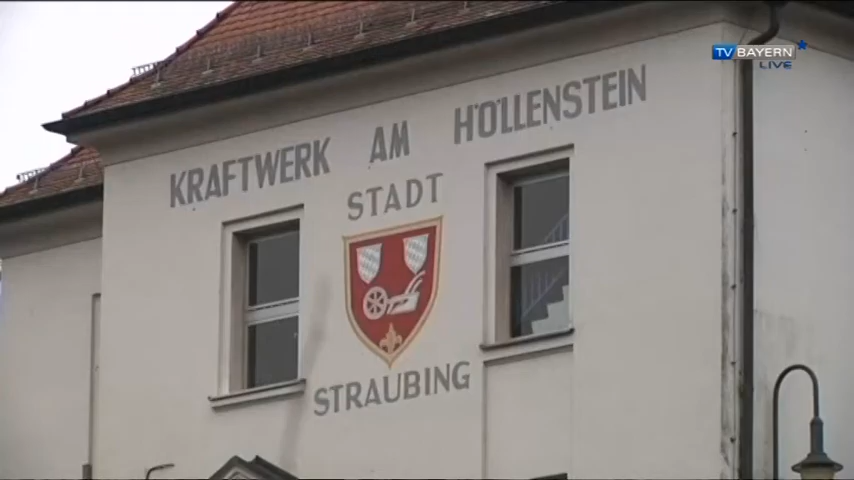 TV BAYERN
LIVE
KRAFTWERK AM HÖLLENSTEIN
STADT
STRAUBING